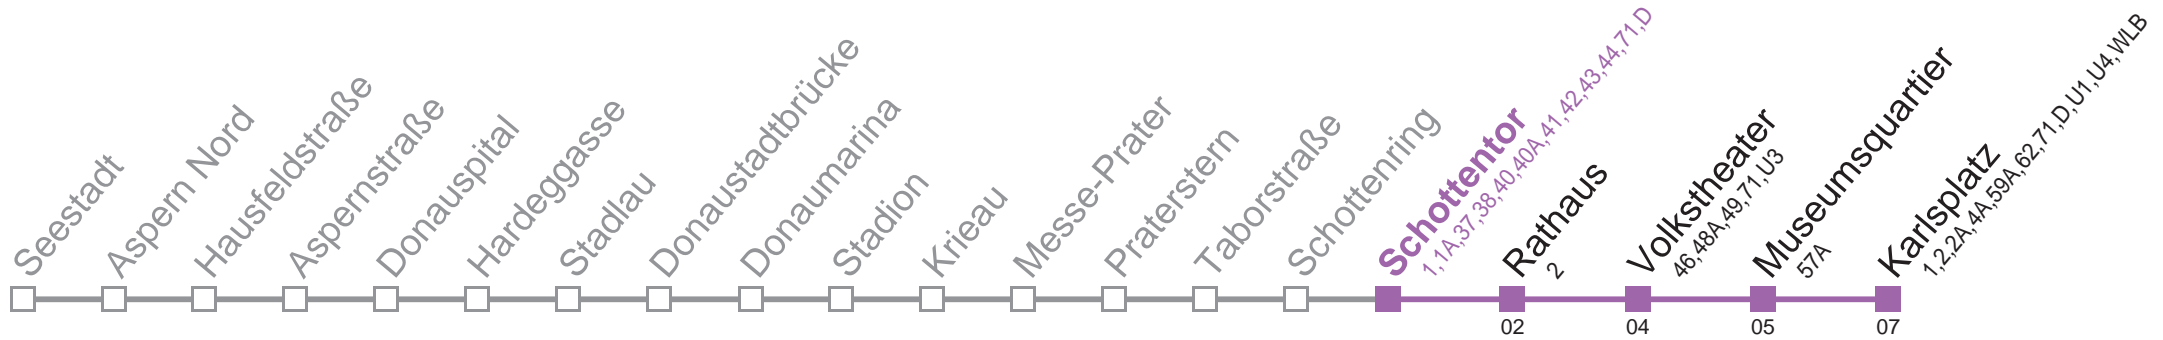 Seestadt
Aspern Nord
Hausfeldstraße
Aspernstraße
Donauspital
Hardeggasse
Stadlau
Donaustadtbrücke
Donaumarina
Stadion
Krieau
Messe-Prater
Praterstern
Taborstraße
Schottenring
Schottentor
1,1A,37,38,40,40A,41,42,43,44,71,D
Rathaus
2
Volkstheater
46,48A,49,71,U3
Museumsquartier
57A
Karlsplatz
1,2,2A,4A,59A,62,71,D,U1,U4,WLB
02
04
05
07